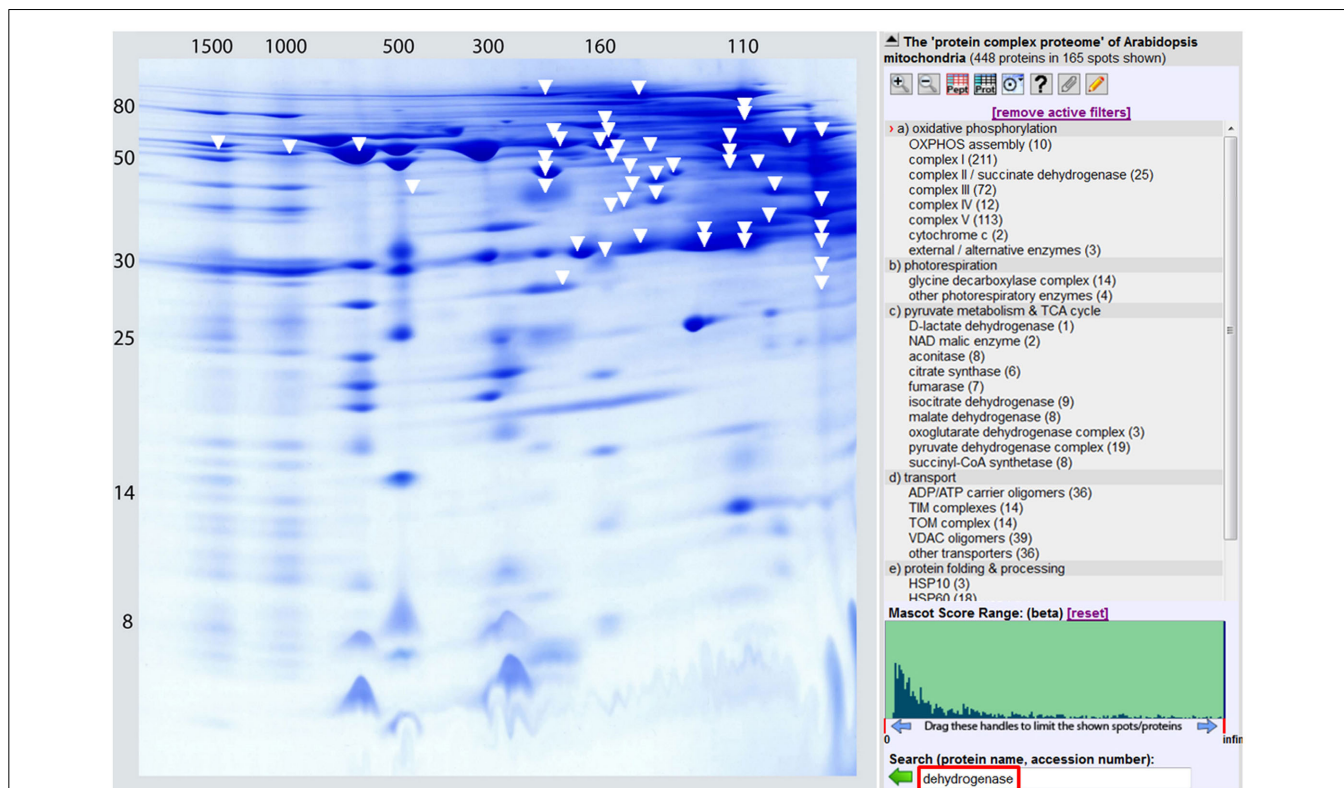 1500 1000 500 300 160 110
80
50
30
25
14
8
The 'protein complex proteome' of Arabidopsis
mitochondria (448 proteins in 165 spots shown)
Pept Prot ?
[remove active filters]
› a) oxidative phosphorylation
OXPHOS assembly (10)
complex I (211)
complex II / succinate dehydrogenase (25)
complex III (72)
complex IV (12)
complex V (113)
cytochrome c (2)
external / alternative enzymes (3)
b) photorespiration
glycine decarboxylase complex (14)
other photorespiratory enzymes (4)
c) pyruvate metabolism & TCA cycle
D-lactate dehydrogenase (1)
NAD malic enzyme (2)
aconitase (8)
citrate synthase (6)
fumarase (7)
isocitrate dehydrogenase (9)
malate dehydrogenase (8)
oxoglutarate dehydrogenase complex (3)
pyruvate dehydrogenase complex (19)
succinyl-CoA synthetase (8)
d) transport
ADP/ATP carrier oligomers (36)
TIM complexes (14)
TOM complex (14)
VDAC oligomers (39)
other transporters (36)
e) protein folding & processing
HSP10 (3)
HSP60 (18)
Mascot Score Range: (beta) [reset]
Drag these handles to limit the shown spots/proteins
0 infin
Search (protein name, accession number):
dehydrogenase